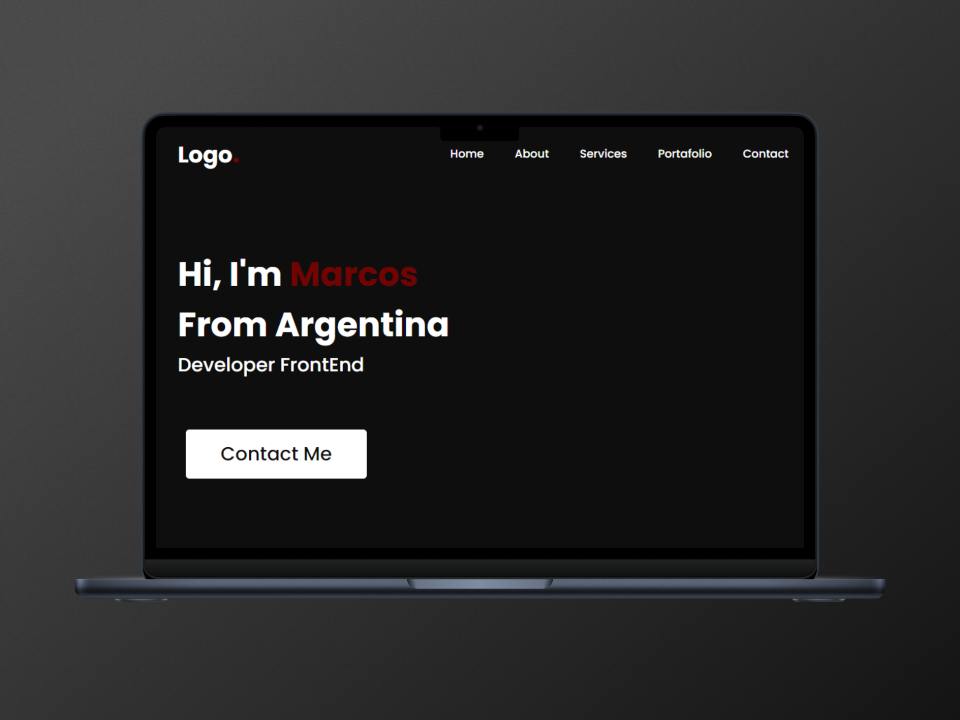 Logo.
Home About Services Portafolio Contact
Hi, I'm Marcos
From Argentina
Developer FrontEnd
Contact Me